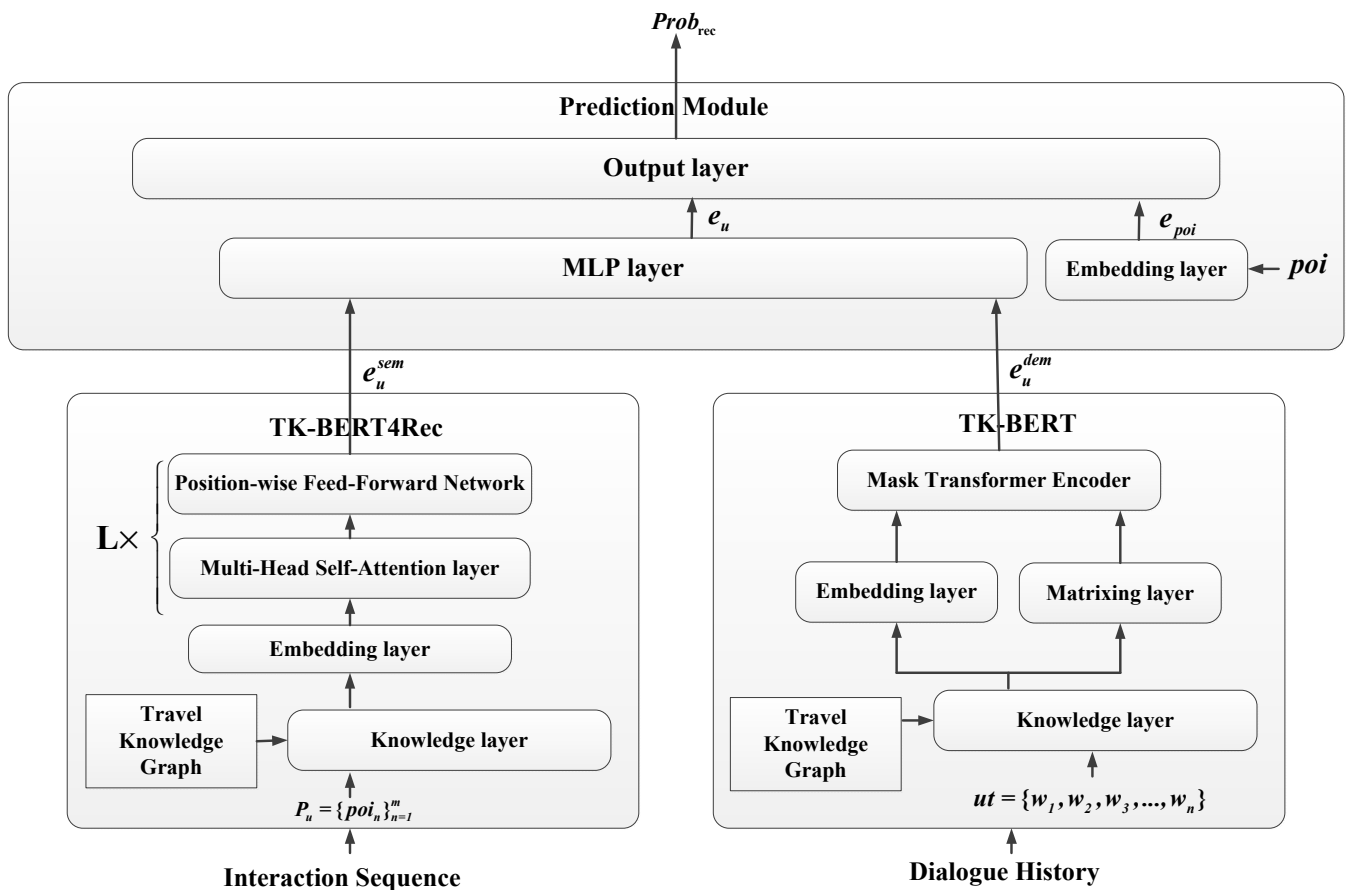 Prob_rec
Prediction Module
Output layer
e_u
e_poi
MLP layer
Embedding layer
poi
e_u^sem
e_u^dem
TK-BERT4Rec
Position-wise Feed-Forward Network
L×
Multi-Head Self-Attention layer
Embedding layer
Travel
Knowledge
Graph
Knowledge layer
P_u = {poi_n}_{n=1}^m
Interaction Sequence
TK-BERT
Mask Transformer Encoder
Embedding layer
Matrixing layer
Travel
Knowledge
Graph
Knowledge layer
ut = {w_1, w_2, w_3, ..., w_n}
Dialogue History